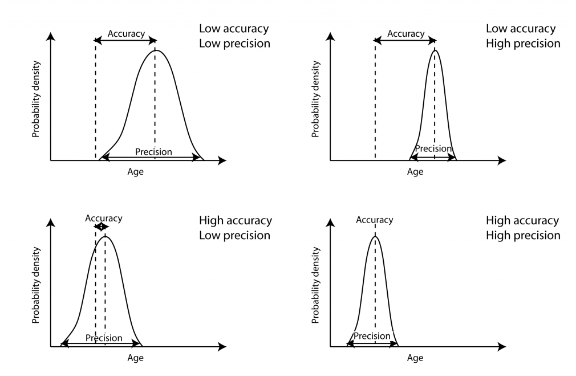 Accuracy
Low accuracy
Low precision
Probability density
Precision
Age
Accuracy
Low accuracy
High precision
Probability density
Precision
Age
Accuracy
High accuracy
Low precision
Probability density
Precision
Age
Accuracy
High accuracy
High precision
Probability density
Precision
Age